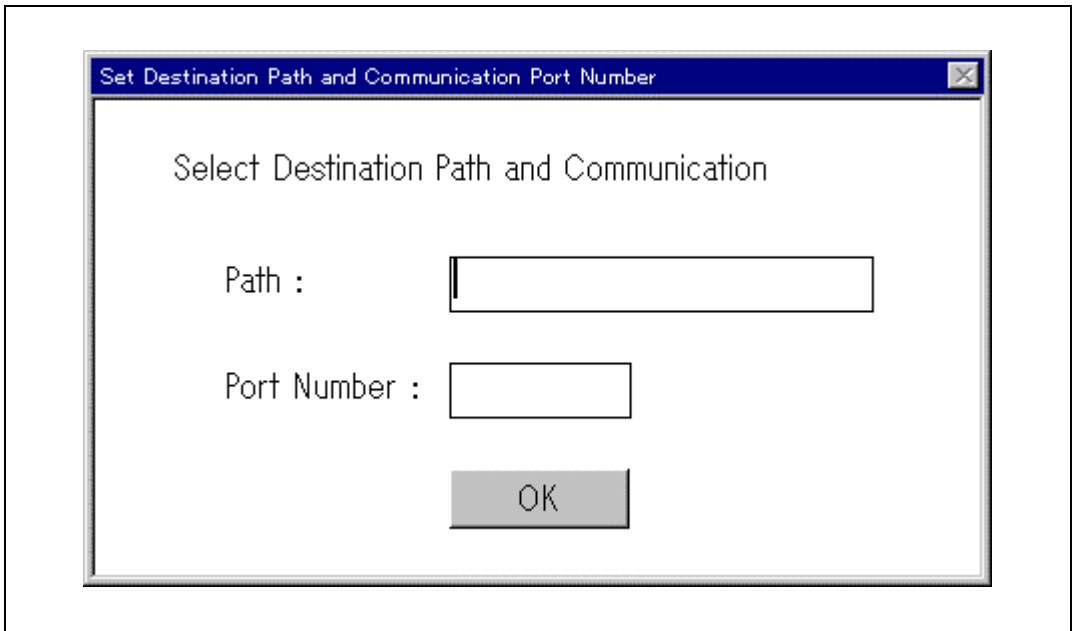 Set Destination Path and Communication Port Number
Select Destination Path and Communication
Path :
Port Number :
OK